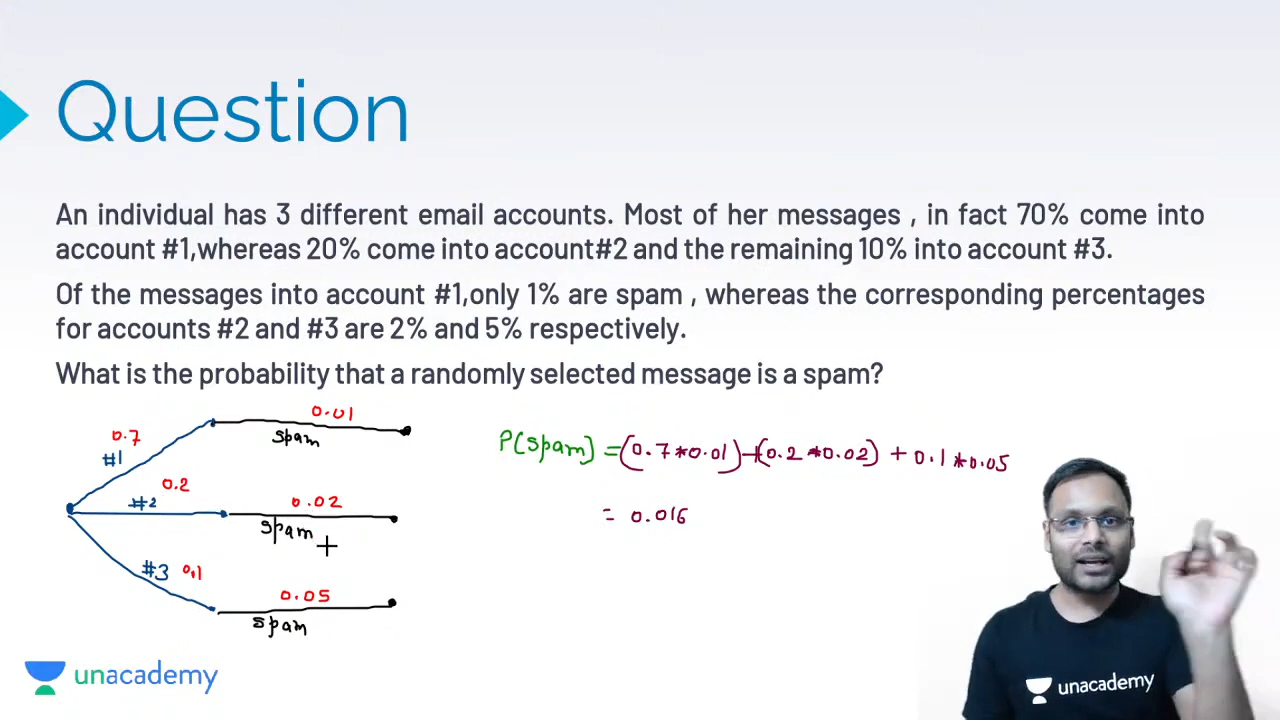 Question
An individual has 3 different email accounts. Most of her messages , in fact 70% come into
account #1,whereas 20% come into account#2 and the remaining 10% into account #3.
Of the messages into account #1,only 1% are spam , whereas the corresponding percentages
for accounts #2 and #3 are 2% and 5% respectively.
What is the probability that a randomly selected message is a spam?
0.7
#1
0.01
spam
0.2
#2
0.02
spam
#3 0.1
0.05
spam
P(spam) = (0.7*0.01)+(0.2*0.02) + 0.1*0.05
= 0.016
unacademy
unacademy